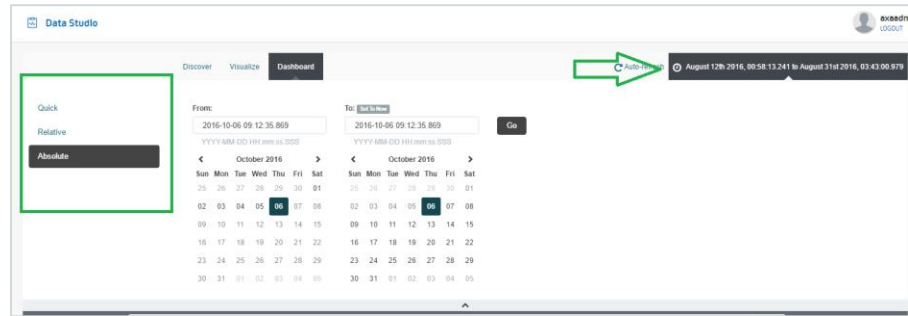 Data Studio
axaadn
LOGOUT
Discover Visualize Dashboard
Auto-refresh August 12th 2016, 00:58:13.241 to August 31st 2016, 03:43:00.979
Quick
Relative
Absolute
From: To: Set To Now
2016-10-06 09:12:35.869 2016-10-06 09:12:35.869 Go
YYYY-MM-DD HH:mm:ss.SSS YYYY-MM-DD HH:mm:ss.SSS
October 2016 October 2016
Sun Mon Tue Wed Thu Fri Sat Sun Mon Tue Wed Thu Fri Sat
25 26 27 28 29 30 01 25 26 27 28 29 30 01
02 03 04 05 06 07 08 02 03 04 05 06 07 08
09 10 11 12 13 14 15 09 10 11 12 13 14 15
16 17 18 19 20 21 22 16 17 18 19 20 21 22
23 24 25 26 27 28 29 23 24 25 26 27 28 29
30 31 01 02 03 04 05 30 31 01 02 03 04 05